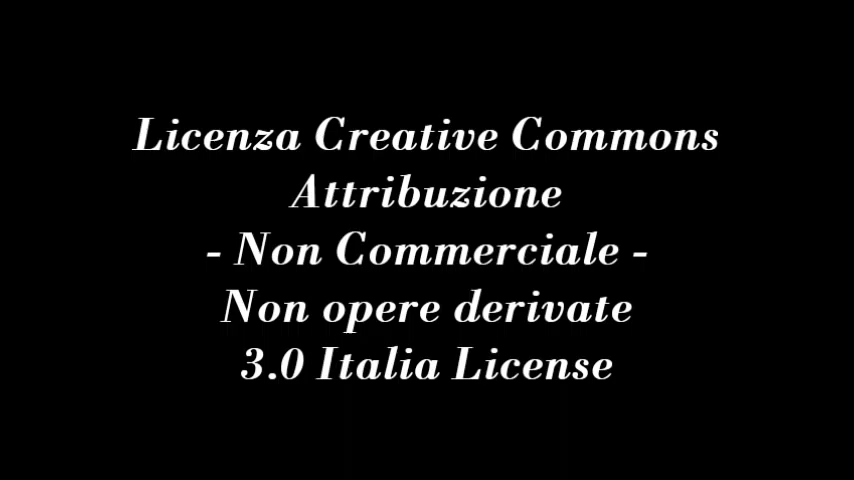 Licenza Creative Commons
Attribuzione
- Non Commerciale -
Non opere derivate
3.0 Italia License